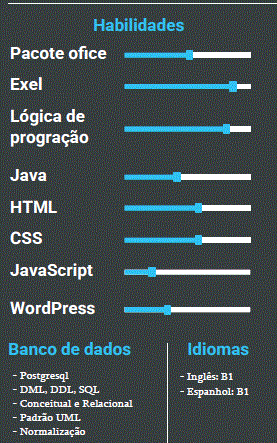 Habilidades
Pacote ofice
Exel
Lógica de
progração
Java
HTML
CSS
JavaScript
WordPress
Banco de dados
- Postgresql
- DML, DDL, SQL
- Conceitual e Relacional
- Padrão UML
- Normalização
Idiomas
- Inglês: B1
- Espanhol: B1